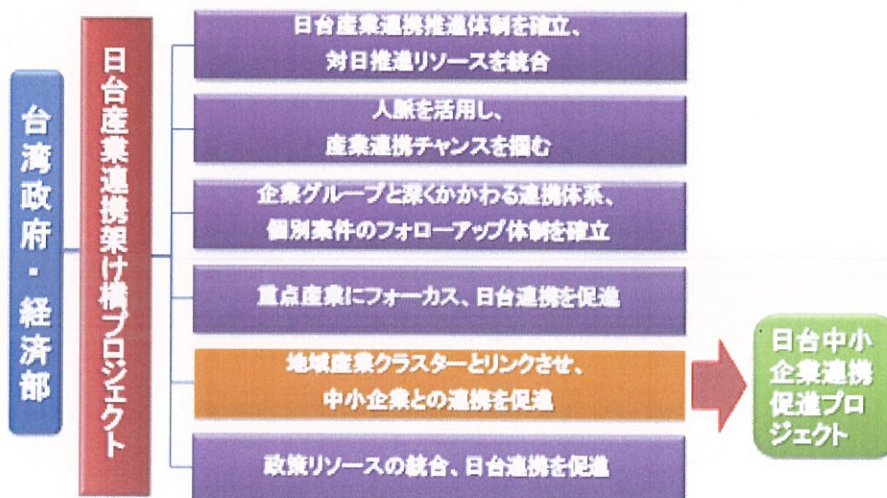 台湾政府・経済部
日台産業連携架け橋プロジェクト
日台産業連携推進体制を確立、
対日推進リソースを統合
人脈を活用し、
産業連携チャンスを掴む
企業グループと深くかかわる連携体系、
個別案件のフォローアップ体制を確立
重点産業にフォーカス、日台連携を促進
地域産業クラスターとリンクさせ、
中小企業との連携を促進
政策リソースの統合、日台連携を促進
日台中小
企業連携
促進プロ
ジェクト